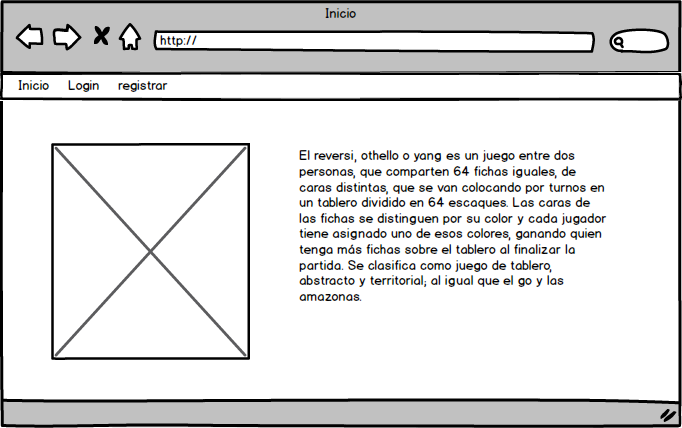 Inicio
http://
Inicio Login registrar
El reversi, othello o yang es un juego entre dos
personas, que comparten 64 fichas iguales, de
caras distintas, que se van colocando por turnos en
un tablero dividido en 64 escaques. Las caras de
las fichas se distinguen por su color y cada jugador
tiene asignado uno de esos colores, ganando quien
tenga más fichas sobre el tablero al finalizar la
partida. Se clasifica como juego de tablero,
abstracto y territorial; al igual que el go y las
amazonas.